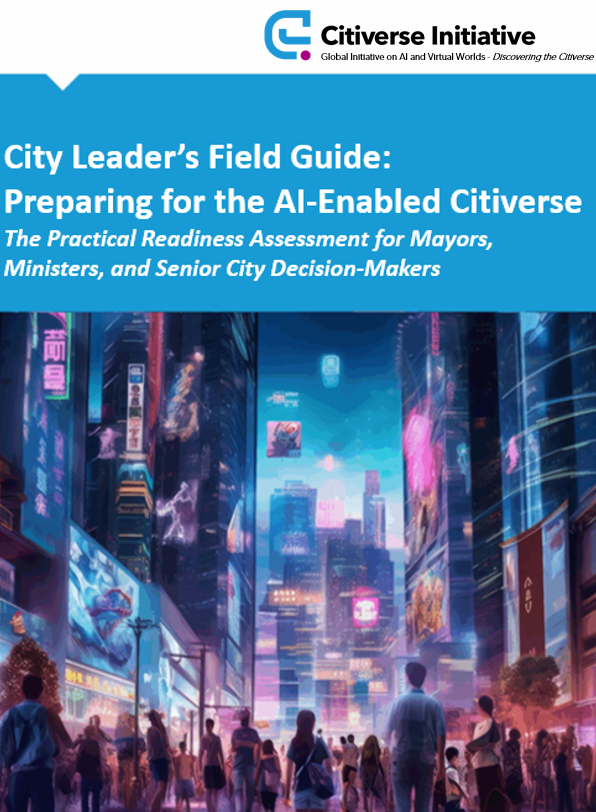 Citiverse Initiative
Global Initiative on AI and Virtual Worlds - Discovering the Citiverse
City Leader's Field Guide:
Preparing for the AI-Enabled Citiverse
The Practical Readiness Assessment for Mayors,
Ministers, and Senior City Decision-Makers